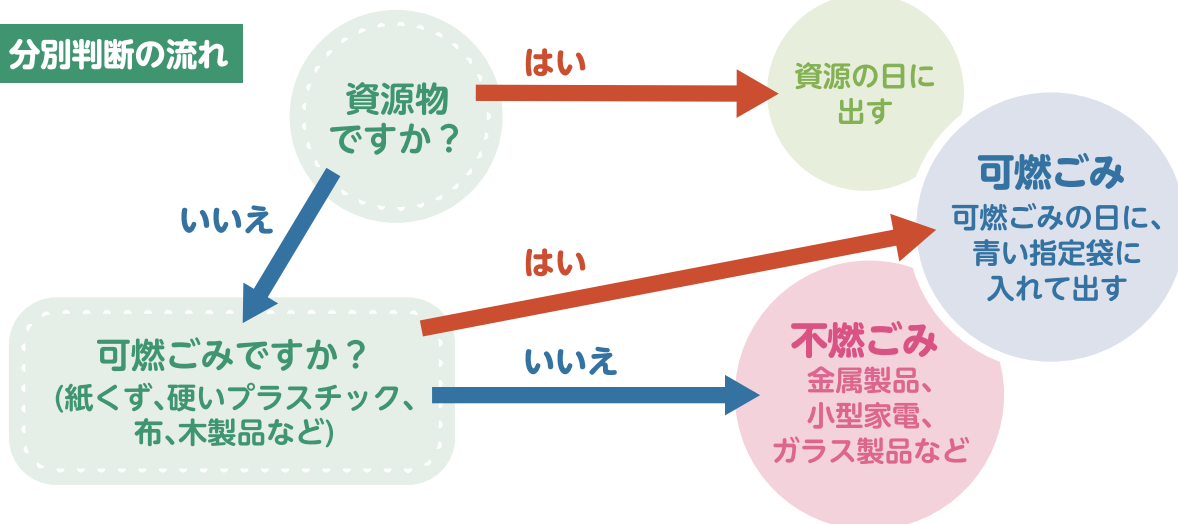 分別判断の流れ
資源物
ですか？
はい
資源の日に
出す
いいえ
可燃ごみですか？
(紙くず、硬いプラスチック、
布、木製品など)
はい
可燃ごみ
可燃ごみの日に、
青い指定袋に
入れて出す
いいえ
不燃ごみ
金属製品、
小型家電、
ガラス製品など